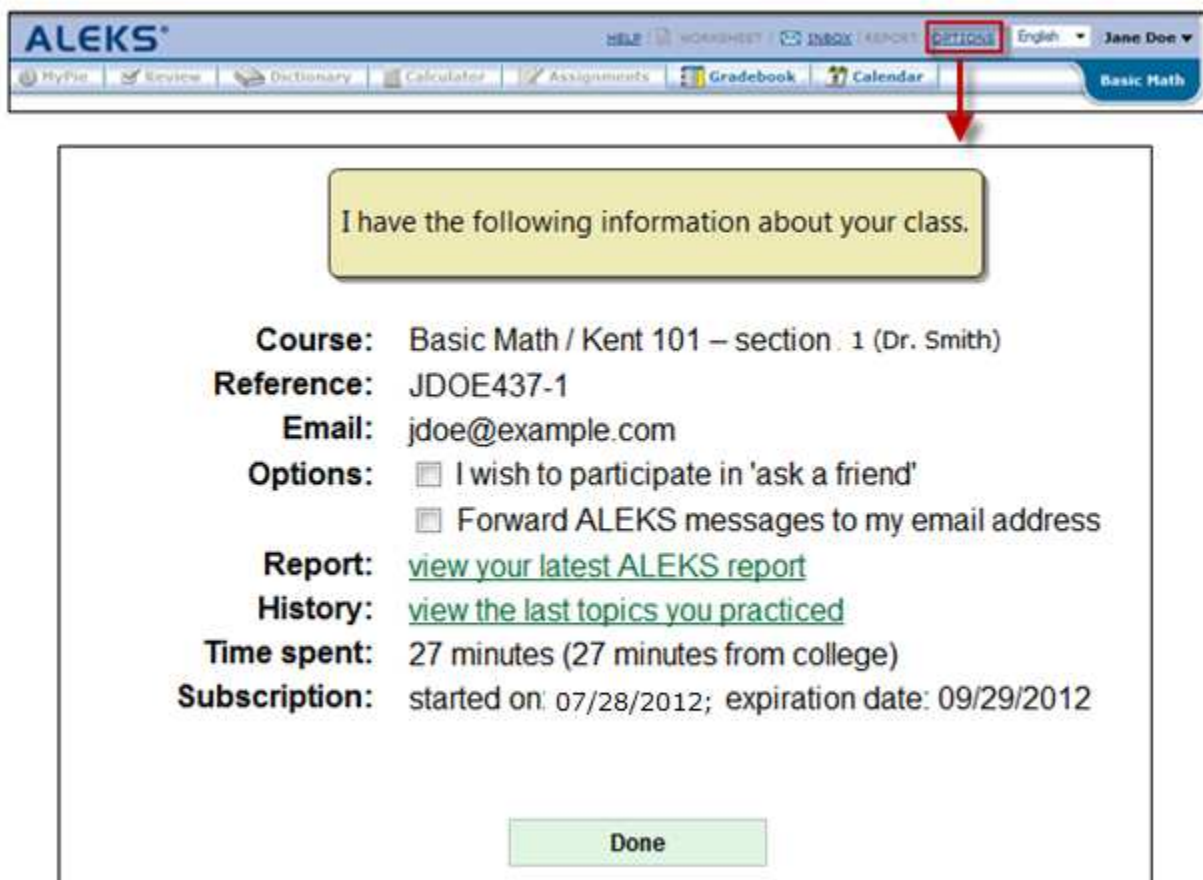 ALEKS®
HELP | WORKSHEET | INBOX | REPORT | OPTIONS English Jane Doe
MyPie Review Dictionary Calculator Assignments Gradebook Calendar Basic Math
I have the following information about your class.
Course: Basic Math / Kent 101 – section 1 (Dr. Smith)
Reference: JDOE437-1
Email: jdoe@example.com
Options: I wish to participate in 'ask a friend'
Forward ALEKS messages to my email address
Report: view your latest ALEKS report
History: view the last topics you practiced
Time spent: 27 minutes (27 minutes from college)
Subscription: started on: 07/28/2012; expiration date: 09/29/2012
Done